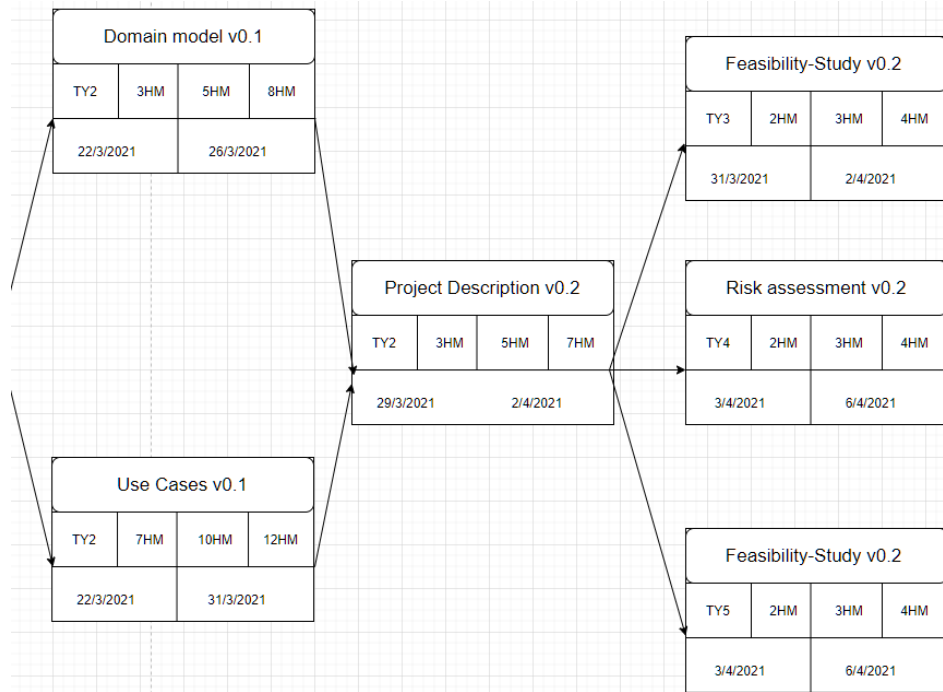 Domain model v0.1
TY2 3HM 5HM 8HM
22/3/2021 26/3/2021
Use Cases v0.1
TY2 7HM 10HM 12HM
22/3/2021 31/3/2021
Project Description v0.2
TY2 3HM 5HM 7HM
29/3/2021 2/4/2021
Feasibility-Study v0.2
TY3 2HM 3HM 4HM
31/3/2021 2/4/2021
Risk assessment v0.2
TY4 2HM 3HM 4HM
3/4/2021 6/4/2021
Feasibility-Study v0.2
TY5 2HM 3HM 4HM
3/4/2021 6/4/2021